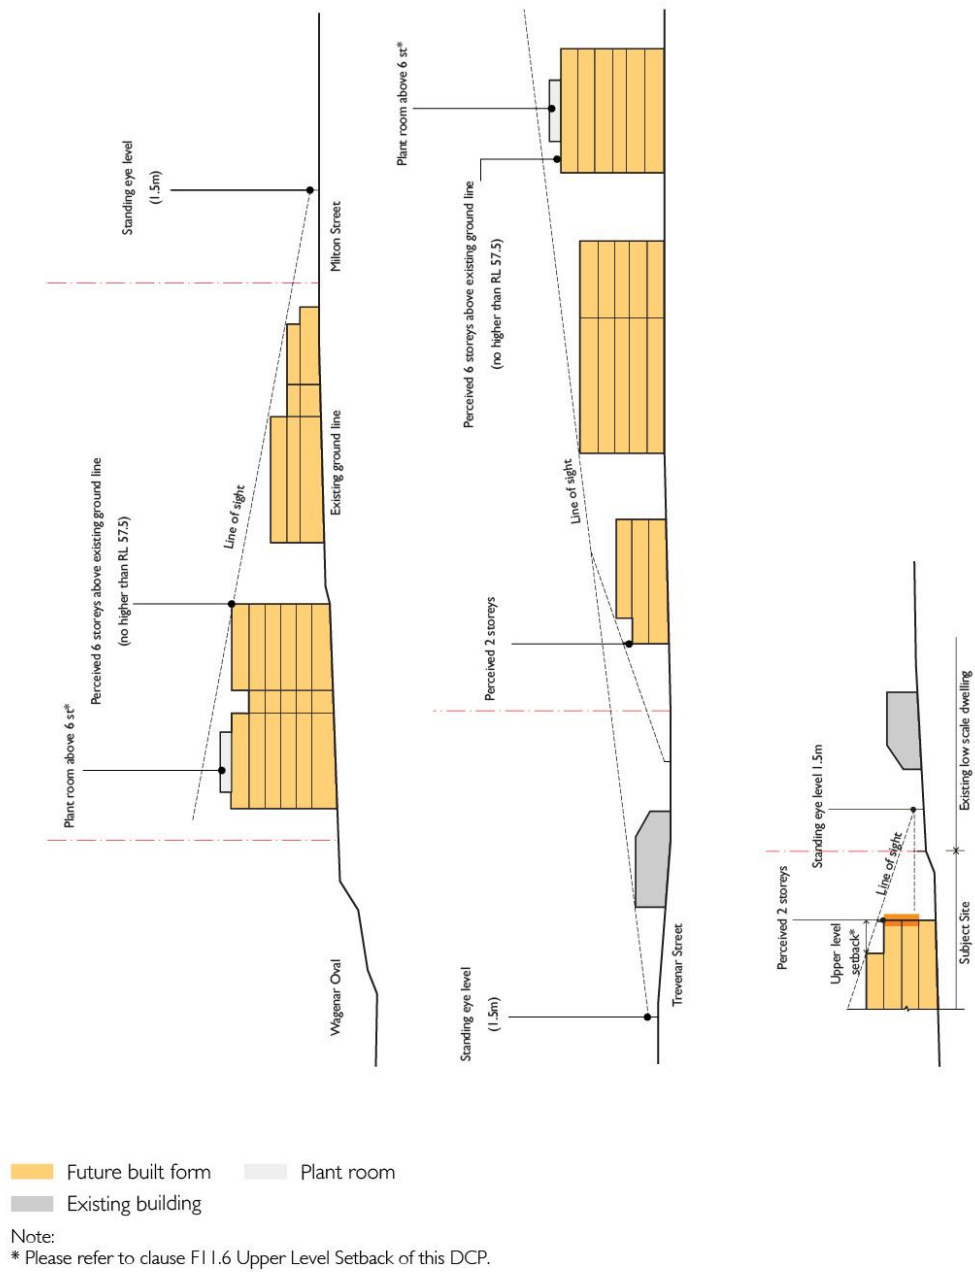 Wagenar Oval
Plant room above 6 st*
Perceived 6 storeys above existing ground line
(no higher than RL 57.5)
Line of sight
Existing ground line
Standing eye level
(1.5m)
Milton Street
Standing eye level
(1.5m)
Trevenar Street
Perceived 2 storeys
Line of sight
Perceived 6 storeys above existing ground line
(no higher than RL 57.5)
Plant room above 6 st*
Perceived 2 storeys
Upper level
setback*
Line of sight
Standing eye level 1.5m
Subject Site
Existing low scale dwelling
Future built form
Plant room
Existing building
Note:
* Please refer to clause F11.6 Upper Level Setback of this DCP.